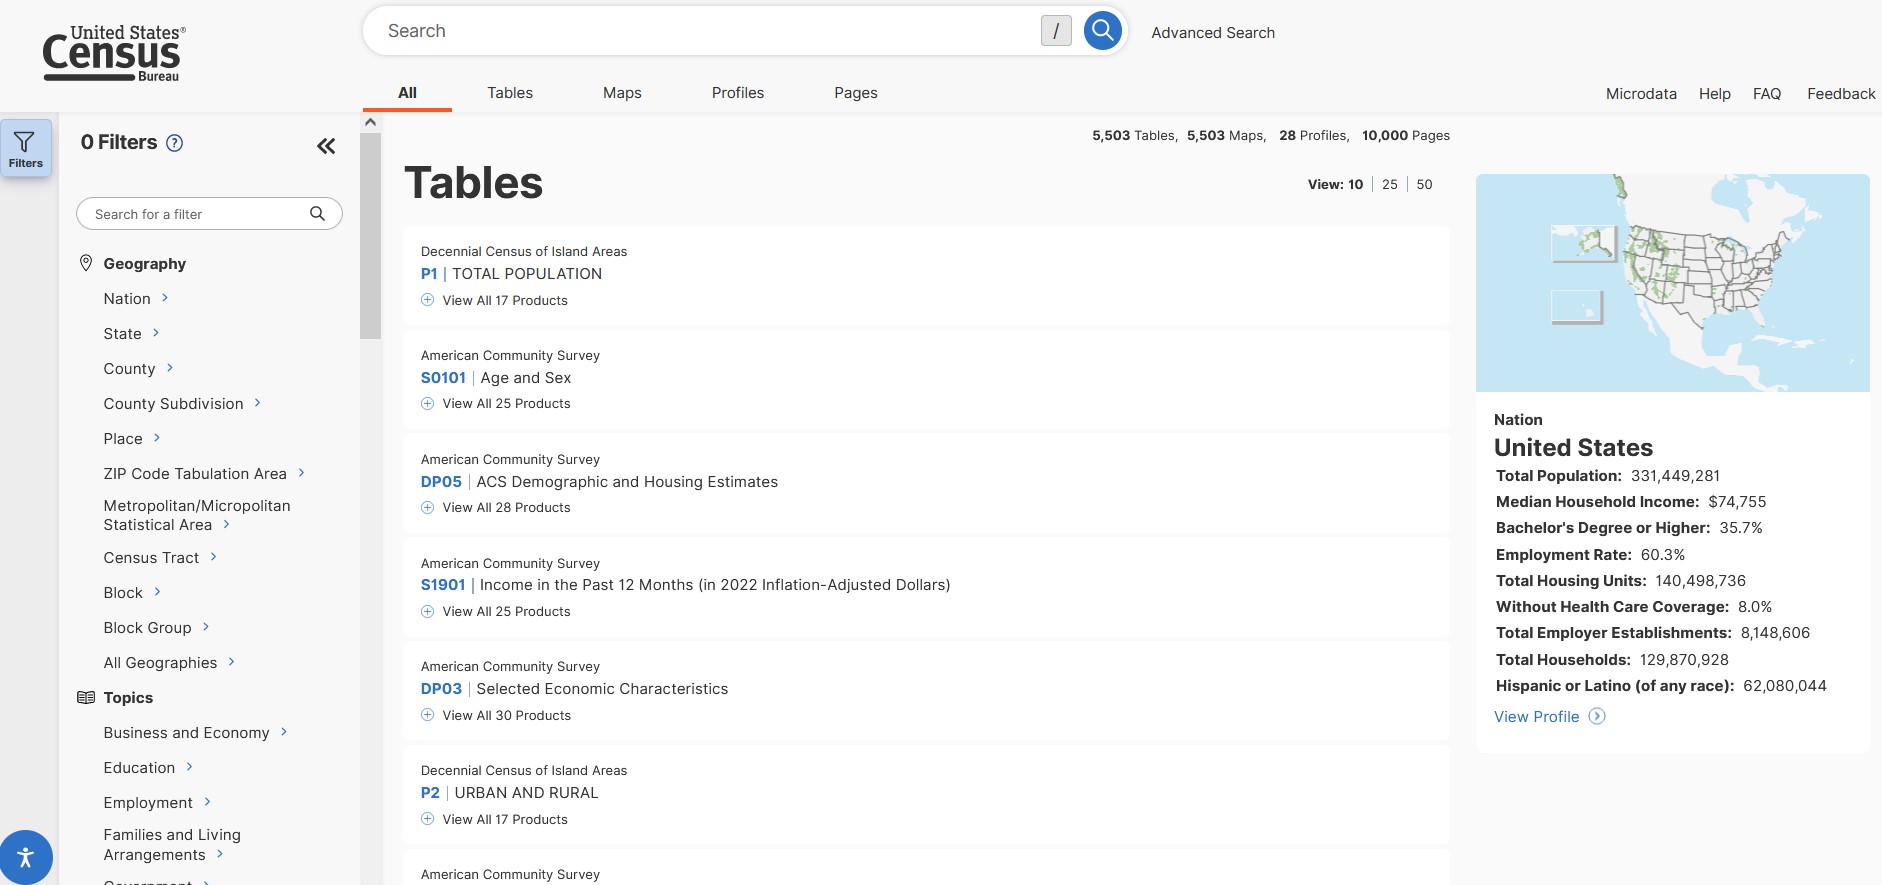 United States®
Census
Bureau
Search
/
Advanced Search
All
Tables
Maps
Profiles
Pages
Microdata
Help
FAQ
Feedback
Filters
0 Filters ?
Search for a filter
Geography
Nation
State
County
County Subdivision
Place
ZIP Code Tabulation Area
Metropolitan/Micropolitan
Statistical Area
Census Tract
Block
Block Group
All Geographies
Topics
Business and Economy
Education
Employment
Families and Living
Arrangements
Government
5,503 Tables, 5,503 Maps, 28 Profiles, 10,000 Pages
Tables
View: 10 | 25 | 50
Decennial Census of Island Areas
P1 | TOTAL POPULATION
View All 17 Products
American Community Survey
S0101 | Age and Sex
View All 25 Products
American Community Survey
DP05 | ACS Demographic and Housing Estimates
View All 28 Products
American Community Survey
S1901 | Income in the Past 12 Months (in 2022 Inflation-Adjusted Dollars)
View All 25 Products
American Community Survey
DP03 | Selected Economic Characteristics
View All 30 Products
Decennial Census of Island Areas
P2 | URBAN AND RURAL
View All 17 Products
American Community Survey
Nation
United States
Total Population: 331,449,281
Median Household Income: $74,755
Bachelor's Degree or Higher: 35.7%
Employment Rate: 60.3%
Total Housing Units: 140,498,736
Without Health Care Coverage: 8.0%
Total Employer Establishments: 8,148,606
Total Households: 129,870,928
Hispanic or Latino (of any race): 62,080,044
View Profile